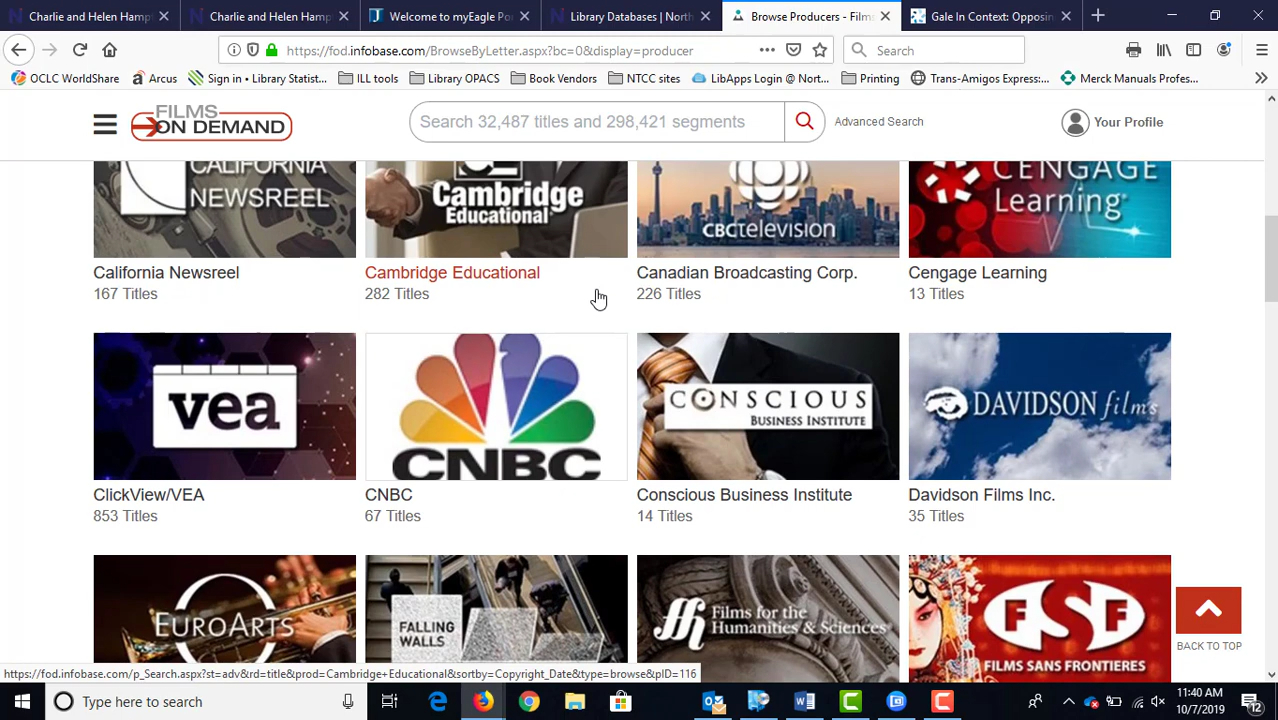 Charlie and Helen Hamp
Charlie and Helen Hamp
Welcome to myEagle Po
Library Databases | North
Browse Producers - Films
Gale In Context: Opposin
https://fod.infobase.com/BrowseByLetter.aspx?bc=0&display=producer
Search
OCLC WorldShare
Arcus
Sign in • Library Statist...
ILL tools
Library OPACS
Book Vendors
NTCC sites
LibApps Login @ Nort...
Printing
Trans-Amigos Express:...
Merck Manuals Profes...
FILMS
ON DEMAND
Search 32,487 titles and 298,421 segments
Advanced Search
Your Profile
CALIFORNIA
NEWSREEL
Cambridge
Educational
CBCtelevision
CENGAGE
Learning
California Newsreel
Cambridge Educational
Canadian Broadcasting Corp.
Cengage Learning
167 Titles
282 Titles
226 Titles
13 Titles
vea
CNBC
CONSCIOUS
BUSINESS INSTITUTE
DAVIDSON films
ClickView/VEA
CNBC
Conscious Business Institute
Davidson Films Inc.
853 Titles
67 Titles
14 Titles
35 Titles
EUROARTS
FALLING
WALLS
ffh
Films for the
Humanities & Sciences
FSF
FILMS SANS FRONTIERES
BACK TO TOP
https://fod.infobase.com/p_Search.aspx?st=adv&rd=title&prod=Cambridge+Educational&sortby=Copyright_Date&type=browse&pID=116
Type here to search
11:40 AM
10/7/2019
12